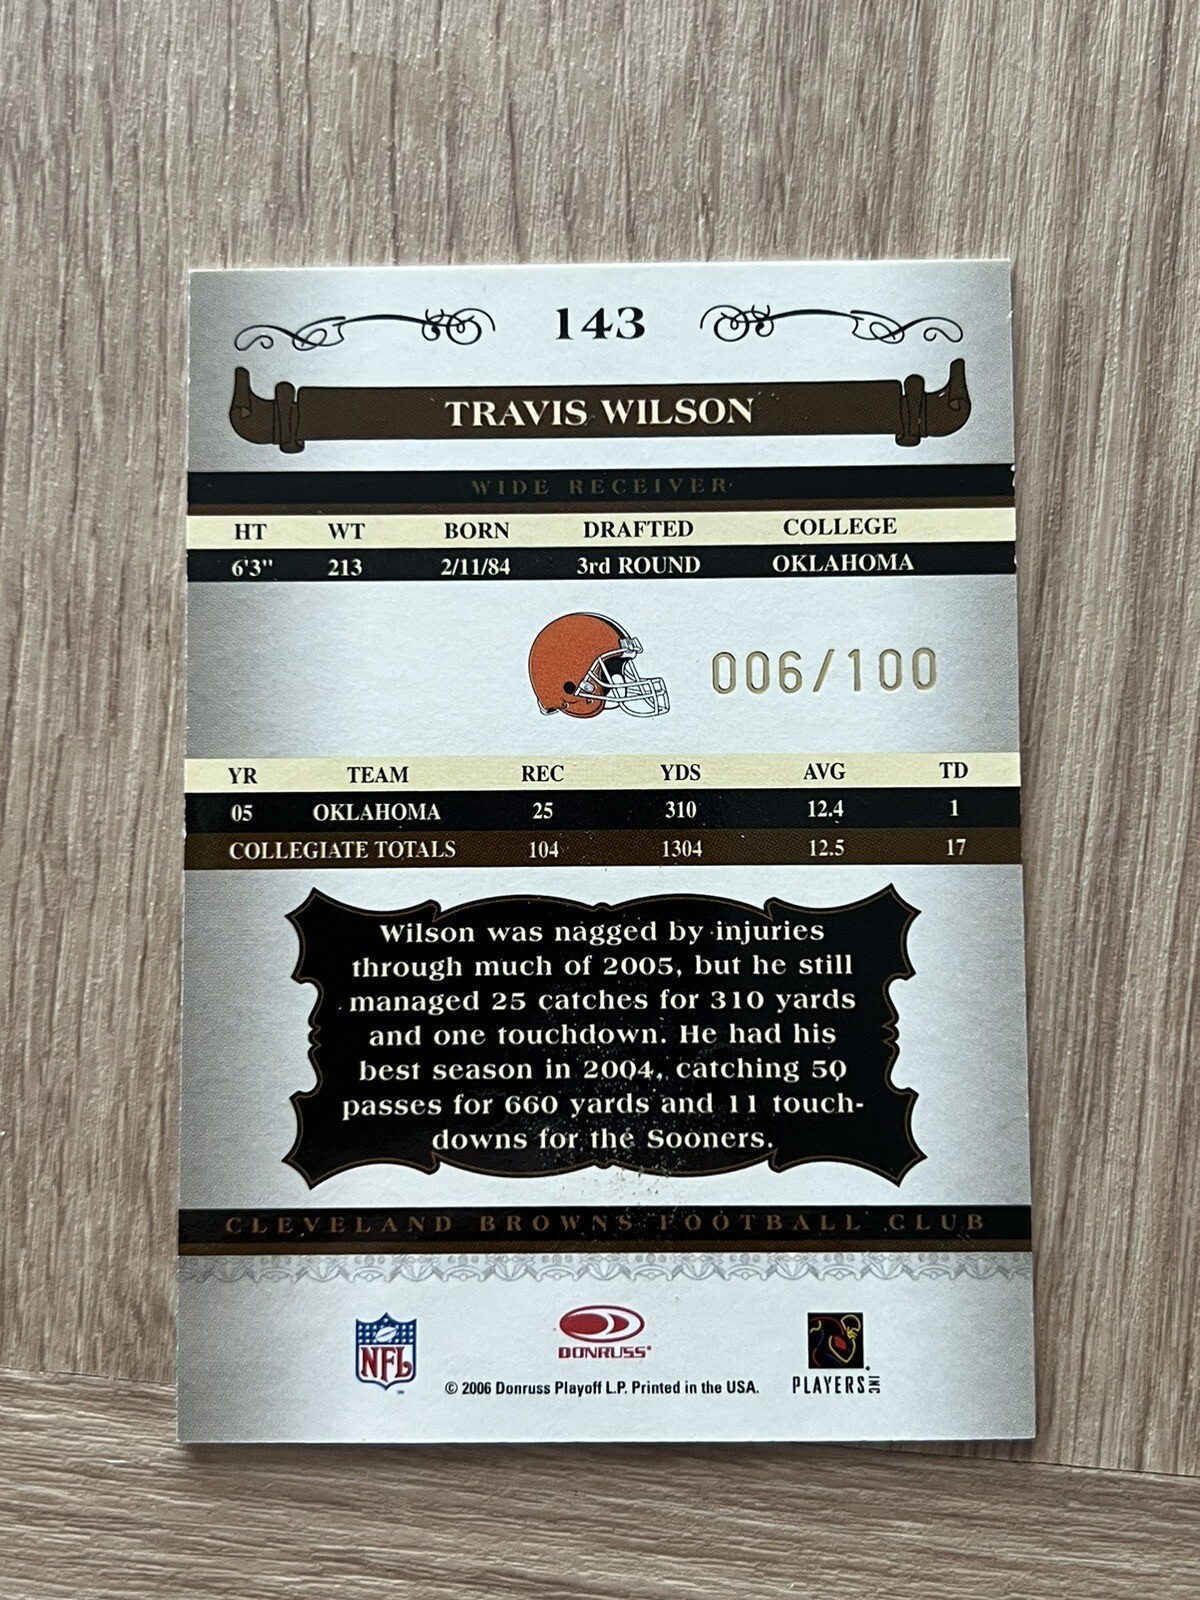 143
TRAVIS WILSON
WIDE RECEIVER
HT WT BORN DRAFTED COLLEGE
6'3" 213 2/11/84 3rd ROUND OKLAHOMA
006/100
YR TEAM REC YDS AVG TD
05 OKLAHOMA 25 310 12.4 1
COLLEGIATE TOTALS 104 1304 12.5 17
Wilson was nagged by injuries
through much of 2005, but he still
managed 25 catches for 310 yards
and one touchdown. He had his
best season in 2004, catching 50
passes for 660 yards and 11 touch-
downs for the Sooners.
CLEVELAND BROWNS FOOTBALL CLUB
NFL
DONRUSS®
PLAYERS INC
© 2006 Donruss Playoff L.P. Printed in the USA.